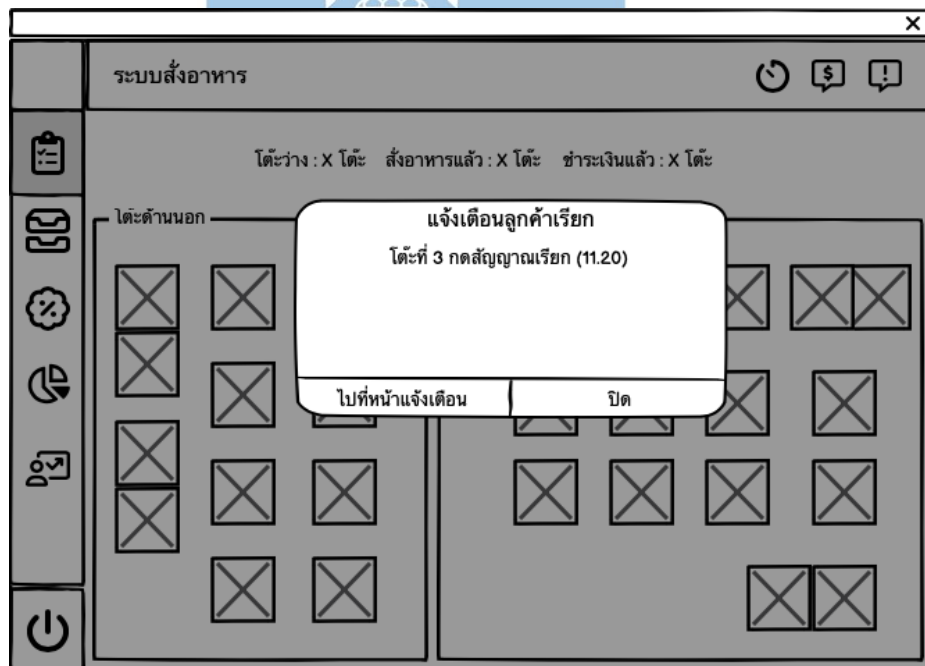 ระบบสั่งอาหาร
โต๊ะว่าง : X โต๊ะ สั่งอาหารแล้ว : X โต๊ะ ชำระเงินแล้ว : X โต๊ะ
โต๊ะด้านนอก
แจ้งเตือนลูกค้าเรียก
โต๊ะที่ 3 กดสัญญาณเรียก (11.20)
ไปที่หน้าแจ้งเตือน ปิด